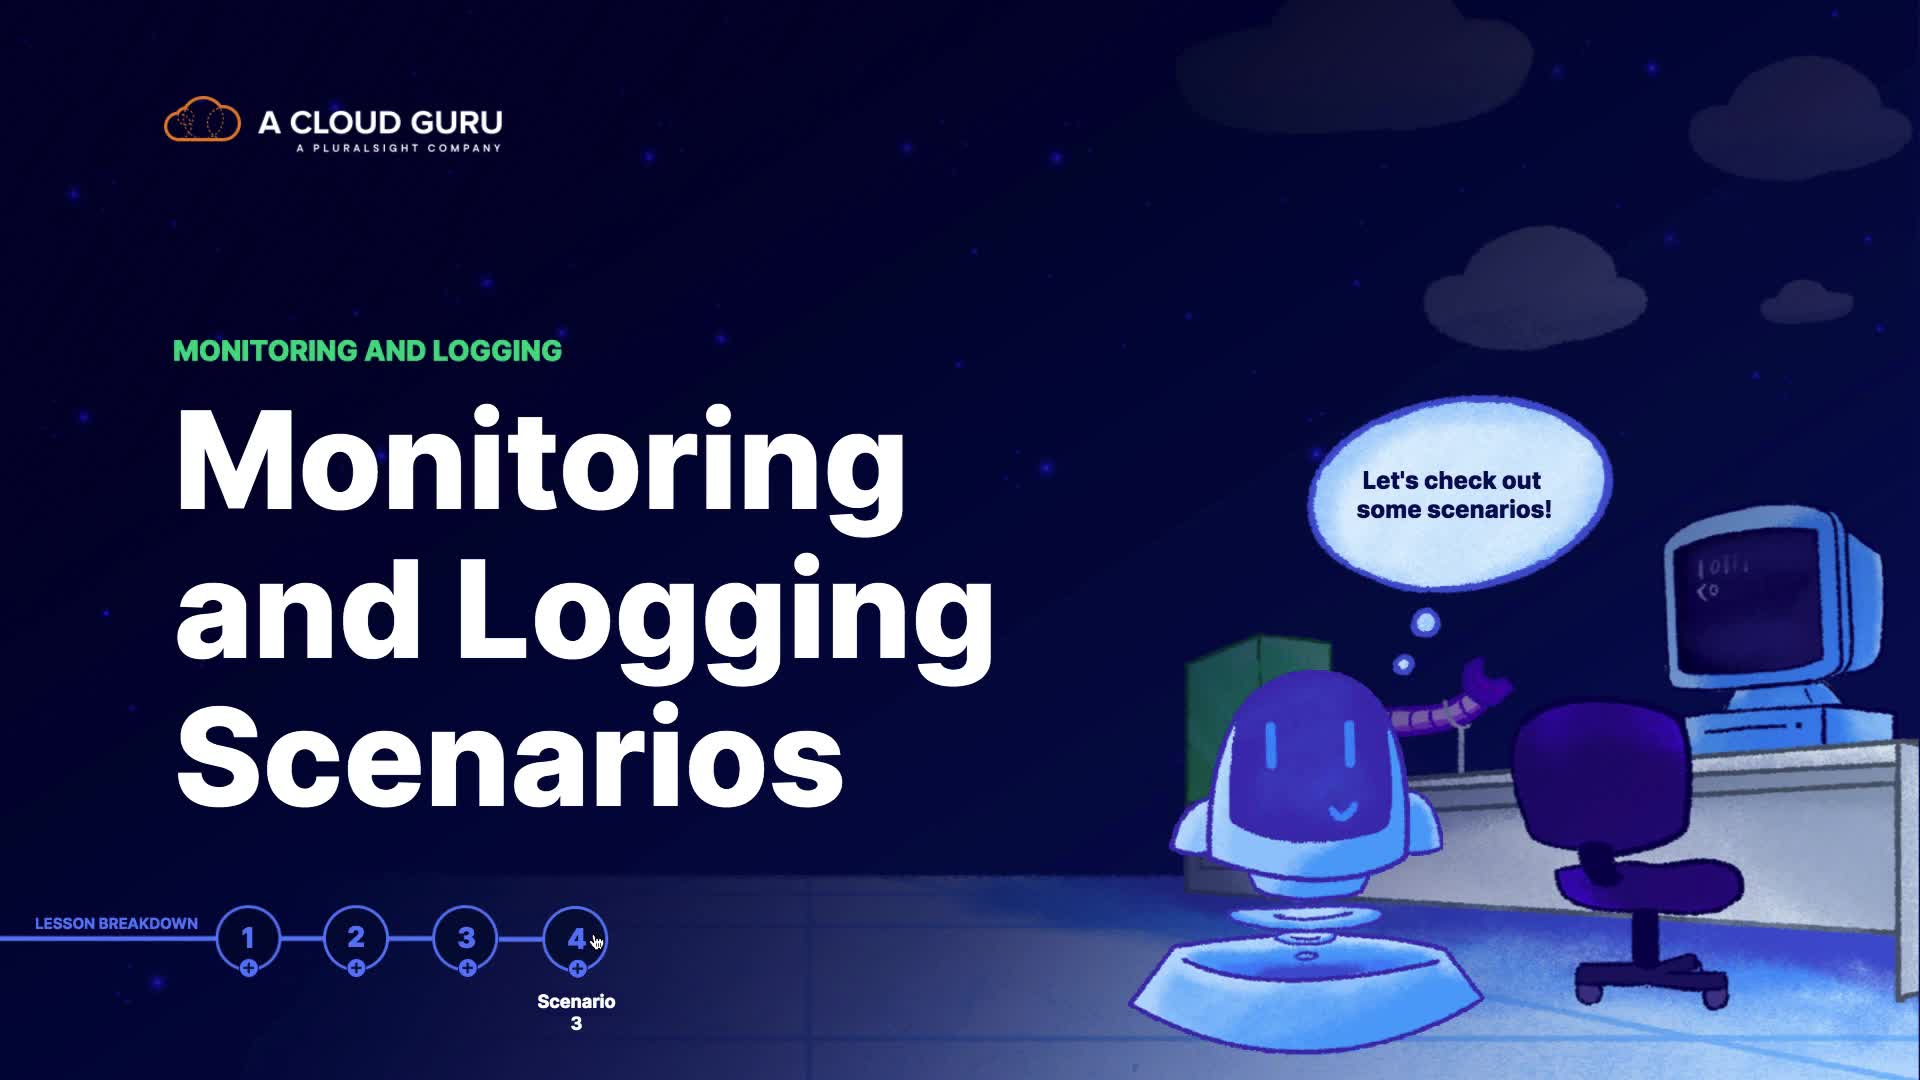 A CLOUD GURU
A PLURALSIGHT COMPANY
MONITORING AND LOGGING
Monitoring
and Logging
Scenarios
Let's check out
some scenarios!
LESSON BREAKDOWN
1
2
3
4
Scenario
3